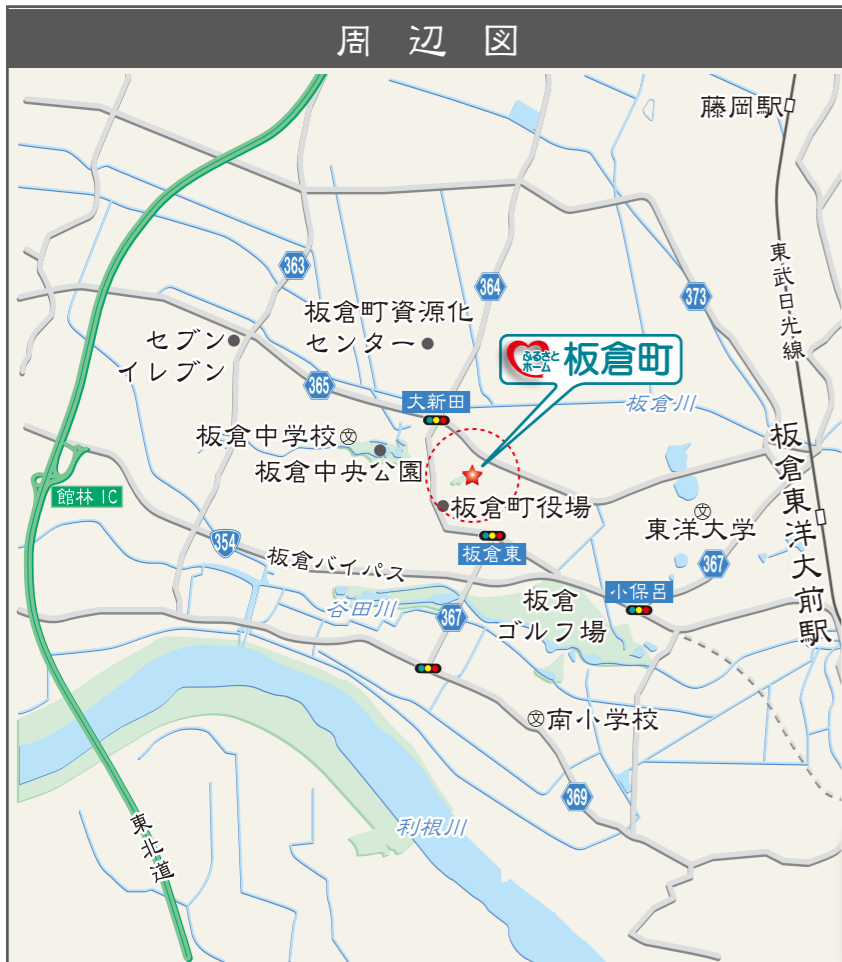 周辺図
藤岡駅
東武日光線
363
364
373
板倉町資源化
センター
セブン
イレブン
ふるさと
ホーム
板倉町
365
大新田
板倉川
板倉中学校
文
板倉中央公園
板倉東洋大前駅
館林IC
板倉町役場
文
東洋大学
354
板倉バイパス
板倉東
367
小保呂
谷田川
367
板倉
ゴルフ場
文
南小学校
369
利根川
東北道